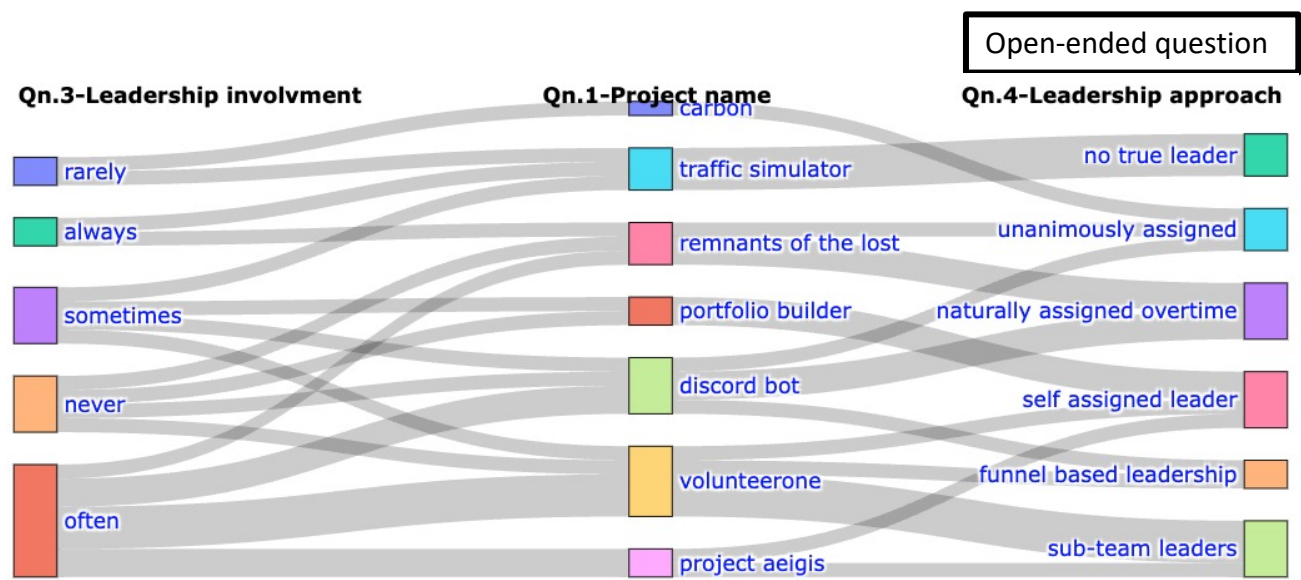 Open-ended question
Qn.3-Leadership involvment
Qn.1-Project name
Qn.4-Leadership approach
rarely
always
sometimes
never
often
carbon
traffic simulator
remnants of the lost
portfolio builder
discord bot
volunteerone
project aeigis
no true leader
unanimously assigned
naturally assigned overtime
self assigned leader
funnel based leadership
sub-team leaders